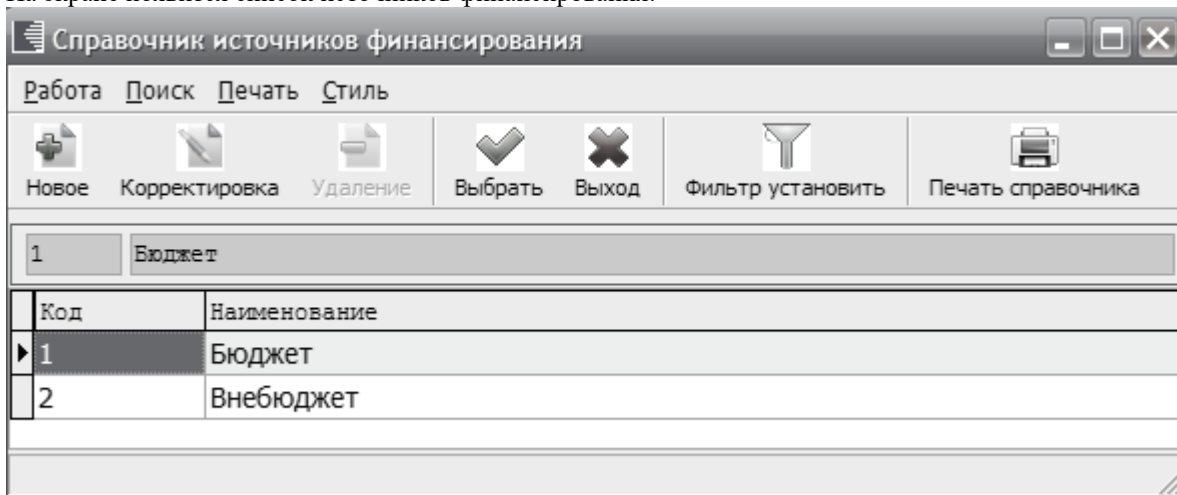 Справочник источников финансирования
Работа Поиск Печать Стиль
Новое Корректировка Удаление Выбрать Выход Фильтр установить Печать справочника
1 Бюджет
Код Наименование
1 Бюджет
2 Внебюджет